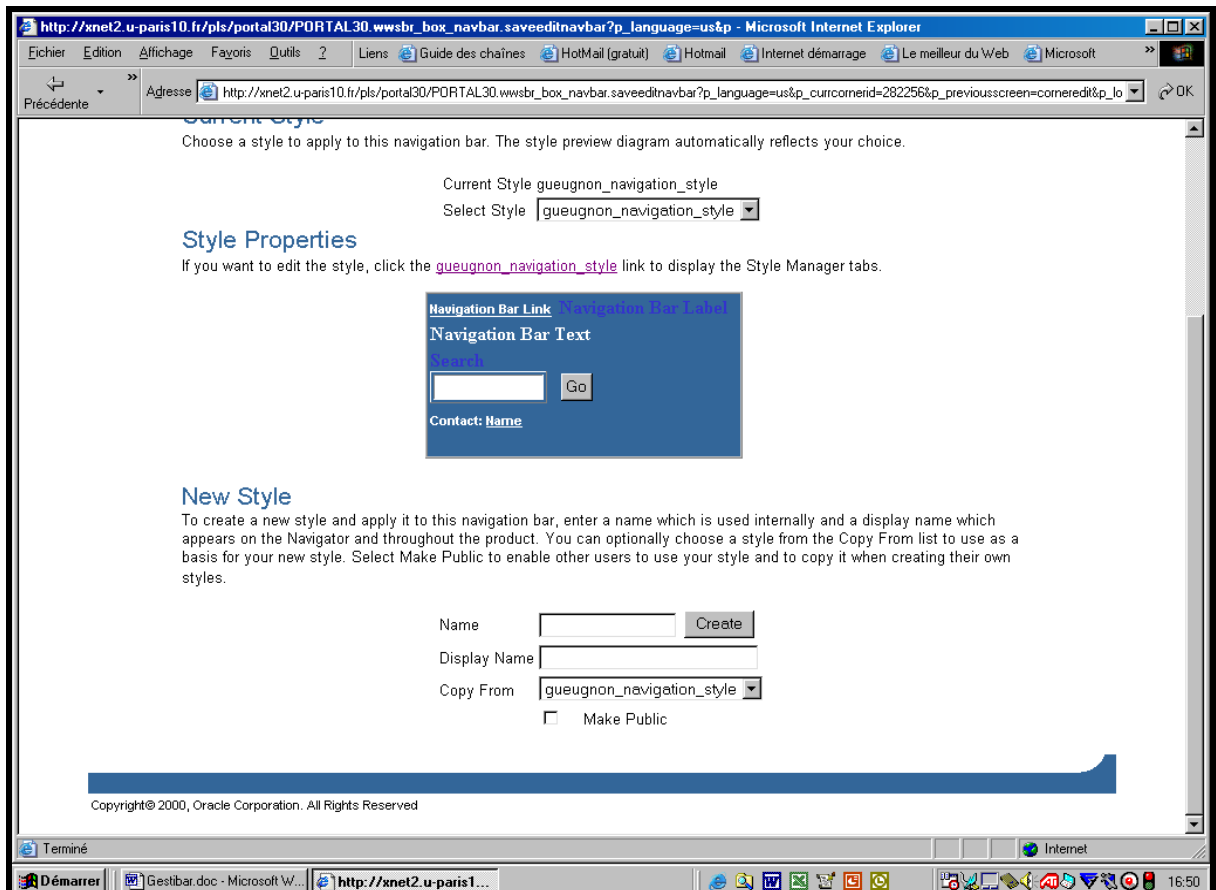 http://xnet2.u-paris10.fr/pls/portal30/PORTAL30.wwsbr_box_navbar.saveeditnavbar?p_language=us&p - Microsoft Internet Explorer
Fichier Edition Affichage Favoris Outils ? Liens Guide des chaînes HotMail (gratuit) Hotmail Internet démarrage Le meilleur du Web Microsoft »
Précédente » Adresse http://xnet2.u-paris10.fr/pls/portal30/PORTAL30.wwsbr_box_navbar.saveeditnavbar?p_language=us&p_currcornerid=282256&p_previousscreen=corneredit&p_lo OK
Current Style
Choose a style to apply to this navigation bar. The style preview diagram automatically reflects your choice.
Current Style gueugnon_navigation_style
Select Style gueugnon_navigation_style
Style Properties
If you want to edit the style, click the gueugnon_navigation_style link to display the Style Manager tabs.
Navigation Bar Link Navigation Bar Label
Navigation Bar Text
Search
Go
Contact: Name
New Style
To create a new style and apply it to this navigation bar, enter a name which is used internally and a display name which
appears on the Navigator and throughout the product. You can optionally choose a style from the Copy From list to use as a
basis for your new style. Select Make Public to enable other users to use your style and to copy it when creating their own
styles.
Name Create
Display Name
Copy From gueugnon_navigation_style
Make Public
Copyright© 2000, Oracle Corporation. All Rights Reserved
Terminé Internet
Démarrer Gestibar.doc - Microsoft W... http://xnet2.u-paris1... 16:50